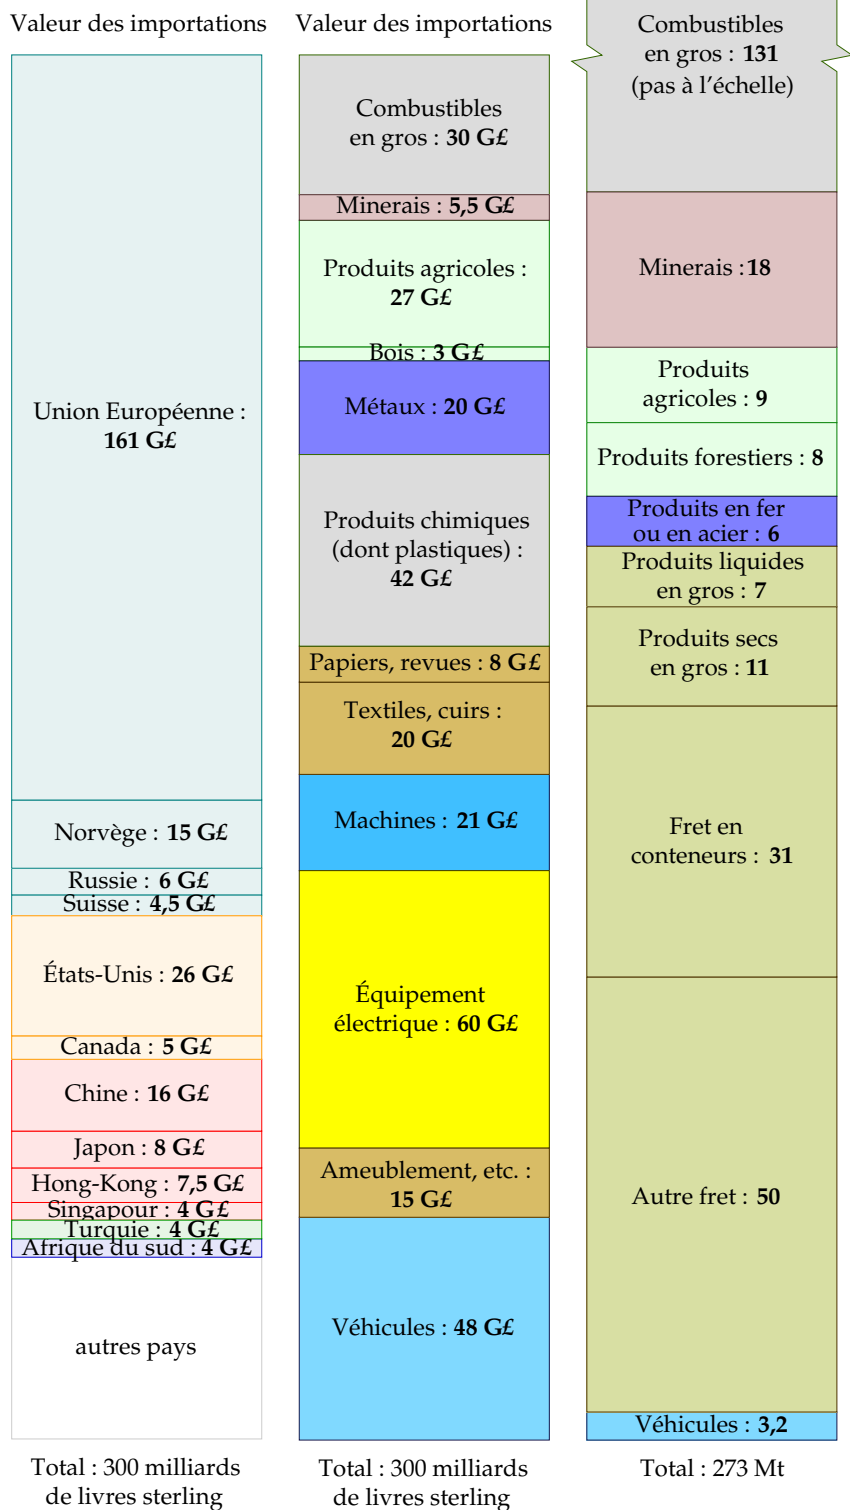 Valeur des importations
Union Européenne :
161 G£
Norvège : 15 G£
Russie : 6 G£
Suisse : 4,5 G£
États-Unis : 26 G£
Canada : 5 G£
Chine : 16 G£
Japon : 8 G£
Hong-Kong : 7,5 G£
Singapour : 4 G£
Turquie : 4 G£
Afrique du sud : 4 G£
autres pays
Total : 300 milliards
de livres sterling
Valeur des importations
Combustibles
en gros : 30 G£
Minerais : 5,5 G£
Produits agricoles :
27 G£
Bois : 3 G£
Métaux : 20 G£
Produits chimiques
(dont plastiques) :
42 G£
Papiers, revues : 8 G£
Textiles, cuirs :
20 G£
Machines : 21 G£
Équipement
électrique : 60 G£
Ameublement, etc. :
15 G£
Véhicules : 48 G£
Total : 300 milliards
de livres sterling
Combustibles
en gros : 131
(pas à l’échelle)
Minerais :18
Produits
agricoles : 9
Produits forestiers : 8
Produits en fer
ou en acier : 6
Produits liquides
en gros : 7
Produits secs
en gros : 11
Fret en
conteneurs : 31
Autre fret : 50
Véhicules : 3,2
Total : 273 Mt